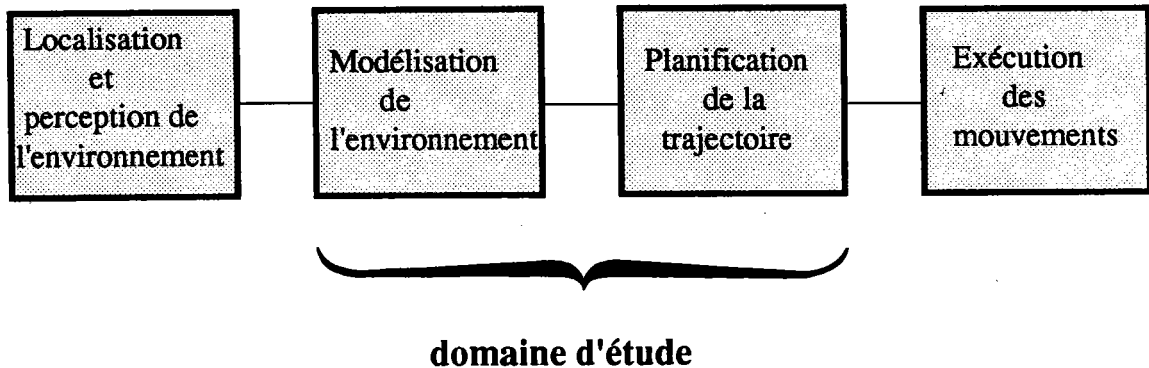 Localisation
et
perception de
l'environnement
Modélisation
de
l'environnement
Planification
de la
trajectoire
Exécution
des
mouvements
domaine d'étude